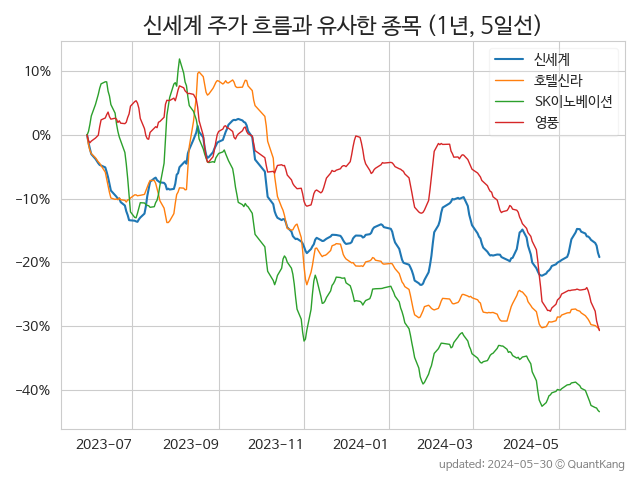 신세계 주가 흐름과 유사한 종목 (1년, 5일선)
신세계
호텔신라
SK이노베이션
영풍
10%
0%
−10%
−20%
−30%
−40%
2023-07 2023-09 2023-11 2024-01 2024-03 2024-05
updated: 2024-05-30 © QuantKang